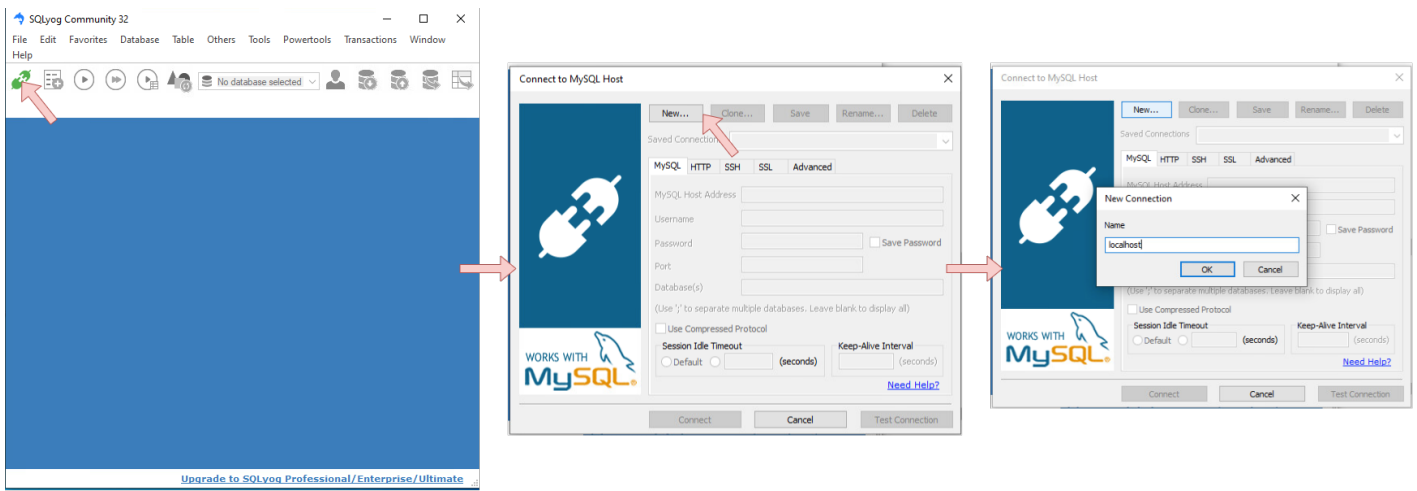 SQLyog Community 32
File Edit Favorites Database Table Others Tools Powertools Transactions Window
Help
No database selected
Upgrade to SQLyog Professional/Enterprise/Ultimate
Connect to MySQL Host
New... Clone... Save Rename... Delete
Saved Connections
MySQL HTTP SSH SSL Advanced
MySQL Host Address
Username
Password Save Password
Port
Database(s)
(Use ';' to separate multiple databases. Leave blank to display all)
Use Compressed Protocol
Session Idle Timeout Keep-Alive Interval
Default (seconds) (seconds)
WORKS WITH
MySQL®
Need Help?
Connect Cancel Test Connection
Connect to MySQL Host
New... Clone... Save Rename... Delete
Saved Connections
MySQL HTTP SSH SSL Advanced
MySQL Host Address
New Connection
Name
Save Password
localhost
OK Cancel
(Use ';' to separate multiple databases. Leave blank to display all)
Use Compressed Protocol
Session Idle Timeout Keep-Alive Interval
Default (seconds) (seconds)
WORKS WITH
MySQL®
Need Help?
Connect Cancel Test Connection